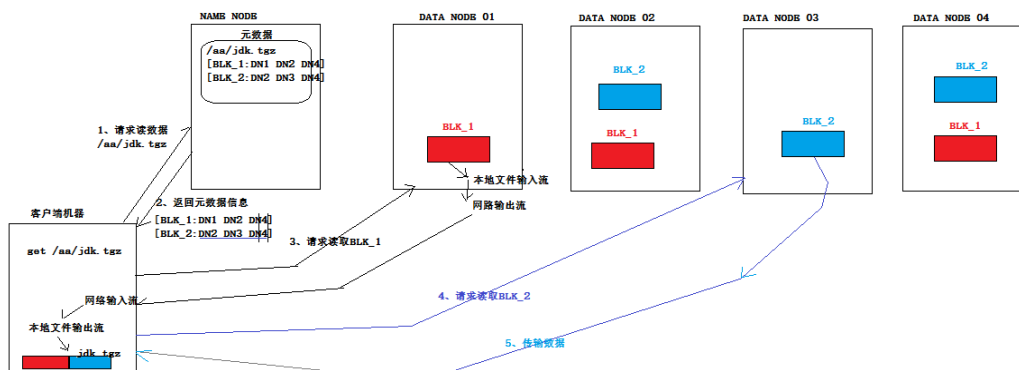 NAME NODE
元数据
/aa/jdk.tgz
[BLK_1:DN1 DN2 DN4]
[BLK_2:DN2 DN3 DN4]
DATA NODE 01
BLK_1
本地文件输入流
网路输出流
DATA NODE 02
BLK_2
BLK_1
DATA NODE 03
BLK_2
DATA NODE 04
BLK_2
BLK_1
1、请求读数据
/aa/jdk.tgz
2、返回元数据信息
[BLK_1:DN1 DN2 DN4]
[BLK_2:DN2 DN3 DN4]
客户端机器
get /aa/jdk.tgz
3、请求读取BLK_1
网络输入流
本地文件输出流
jdk.tgz
4、请求读取BLK_2
5、传输数据